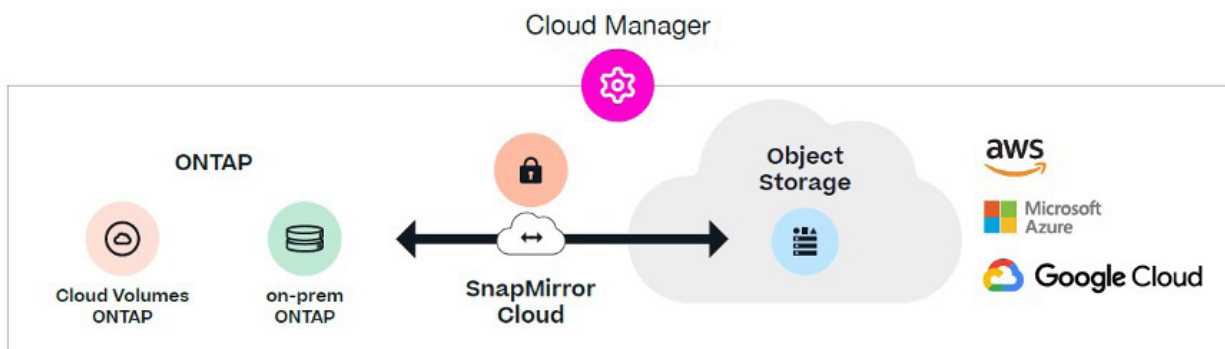 Cloud Manager
ONTAP
Cloud Volumes
ONTAP
on-prem
ONTAP
SnapMirror
Cloud
Object
Storage
aws
Microsoft
Azure
Google Cloud